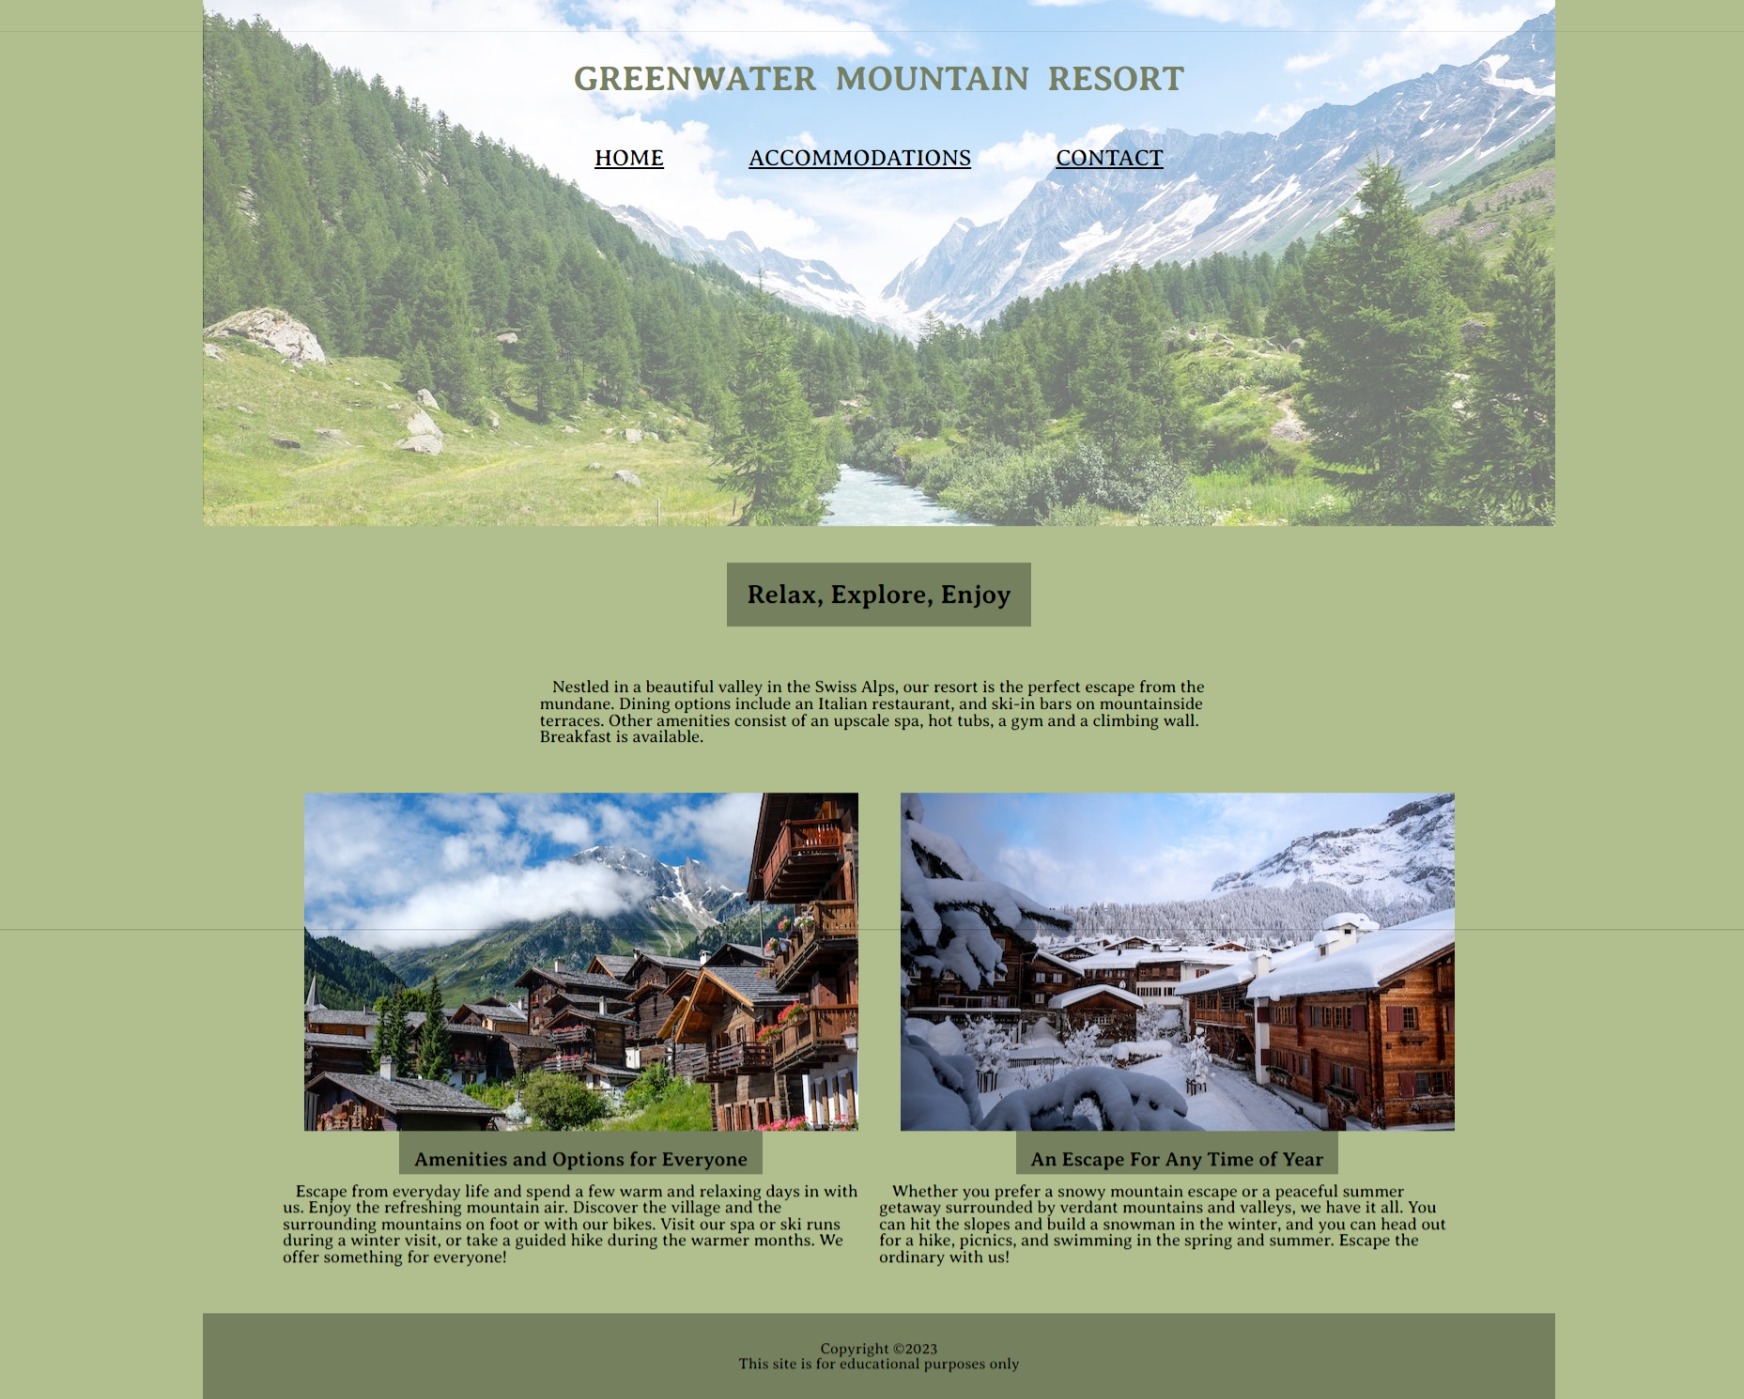 GREENWATER MOUNTAIN RESORT
HOME ACCOMMODATIONS CONTACT
Relax, Explore, Enjoy
Nestled in a beautiful valley in the Swiss Alps, our resort is the perfect escape from the
mundane. Dining options include an Italian restaurant, and ski-in bars on mountainside
terraces. Other amenities consist of an upscale spa, hot tubs, a gym and a climbing wall.
Breakfast is available.
Amenities and Options for Everyone
Escape from everyday life and spend a few warm and relaxing days in with
us. Enjoy the refreshing mountain air. Discover the village and the
surrounding mountains on foot or with our bikes. Visit our spa or ski runs
during a winter visit, or take a guided hike during the warmer months. We
offer something for everyone!
An Escape For Any Time of Year
Whether you prefer a snowy mountain escape or a peaceful summer
getaway surrounded by verdant mountains and valleys, we have it all. You
can hit the slopes and build a snowman in the winter, and you can head out
for a hike, picnics, and swimming in the spring and summer. Escape the
ordinary with us!
Copyright ©2023
This site is for educational purposes only